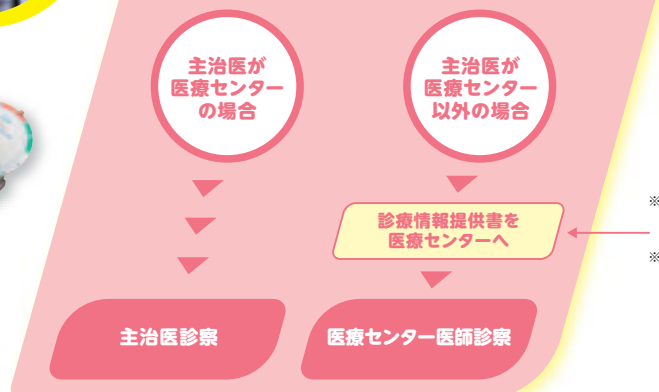 主治医が
医療センター
の場合
主治医が
医療センター
以外の場合
診療情報提供書を
医療センターへ
※
※
主治医診察
医療センター医師診察